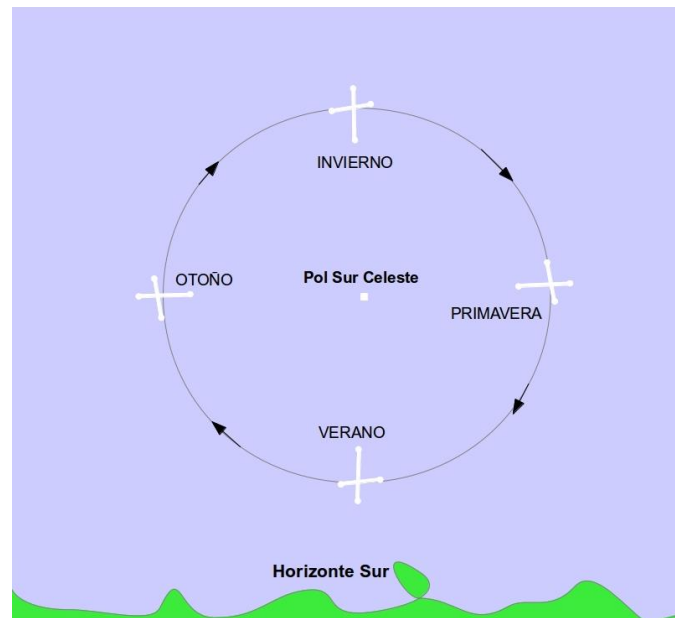 INVIERNO
OTOÑO
Pol Sur Celeste
PRIMAVERA
VERANO
Horizonte Sur